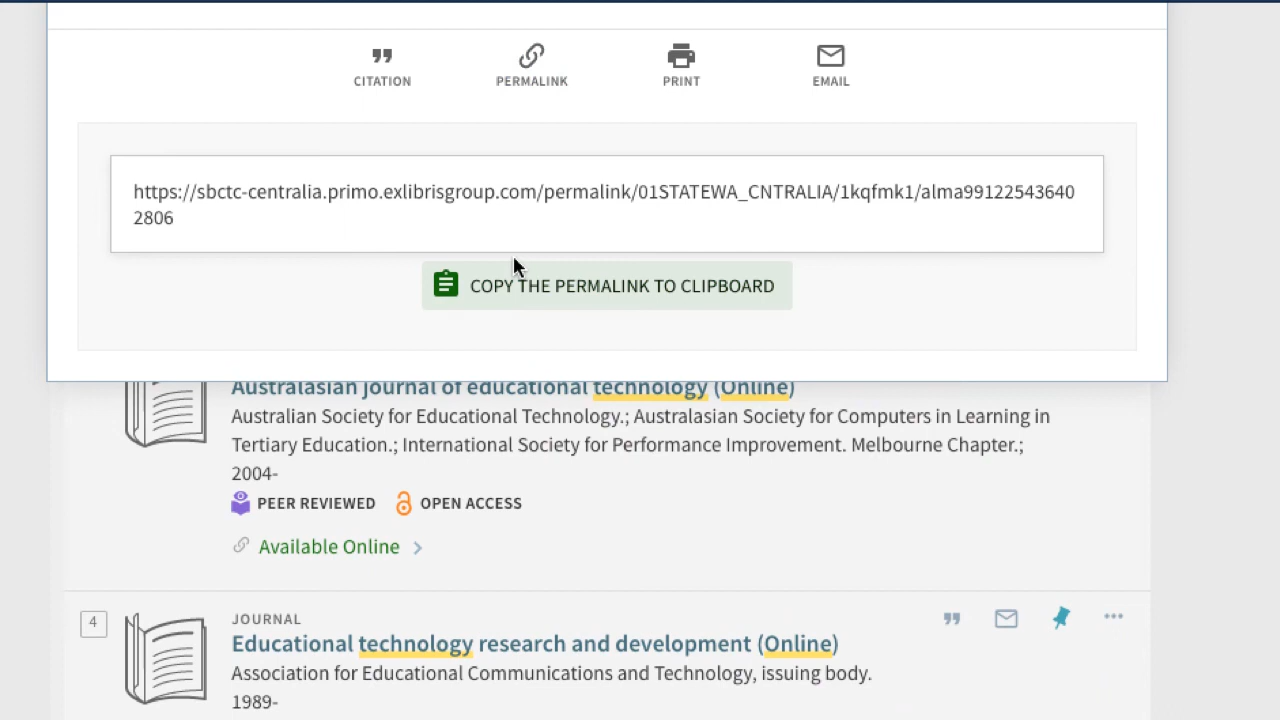 CITATION PERMALINK PRINT EMAIL
https://sbctc-centralia.primo.exlibrisgroup.com/permalink/01STATEWA_CNTRALIA/1kqfmk1/alma99122543640
2806
COPY THE PERMALINK TO CLIPBOARD
Australasian journal of educational technology (Online)
Australian Society for Educational Technology.; Australasian Society for Computers in Learning in
Tertiary Education.; International Society for Performance Improvement. Melbourne Chapter.;
2004-
PEER REVIEWED OPEN ACCESS
Available Online
4
JOURNAL
Educational technology research and development (Online)
Association for Educational Communications and Technology, issuing body.
1989-